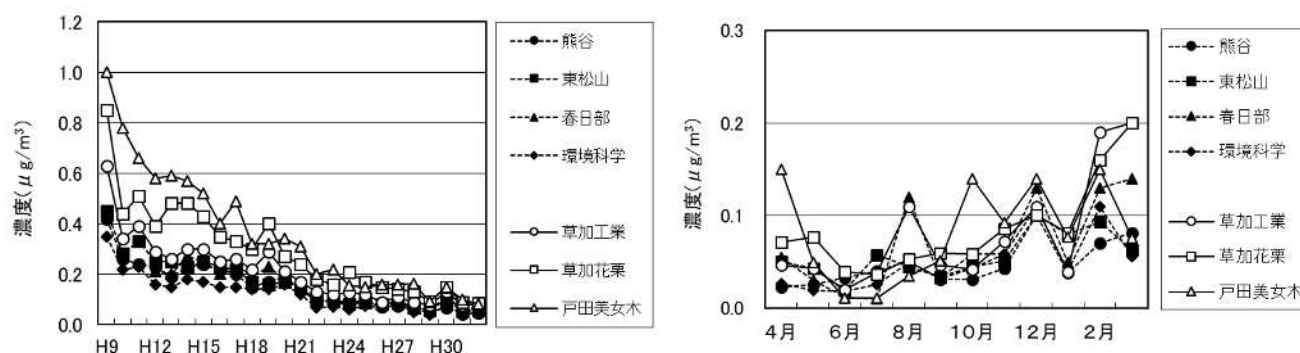 濃度(μg/m³)
1.2
1.0
0.8
0.6
0.4
0.2
0.0
H9 H12 H15 H18 H21 H24 H27 H30
熊谷
東松山
春日部
環境科学
草加工業
草加花栗
戸田美女木
濃度(μg/m³)
0.3
0.2
0.1
0.0
4月 6月 8月 10月 12月 2月
熊谷
東松山
春日部
環境科学
草加工業
草加花栗
戸田美女木